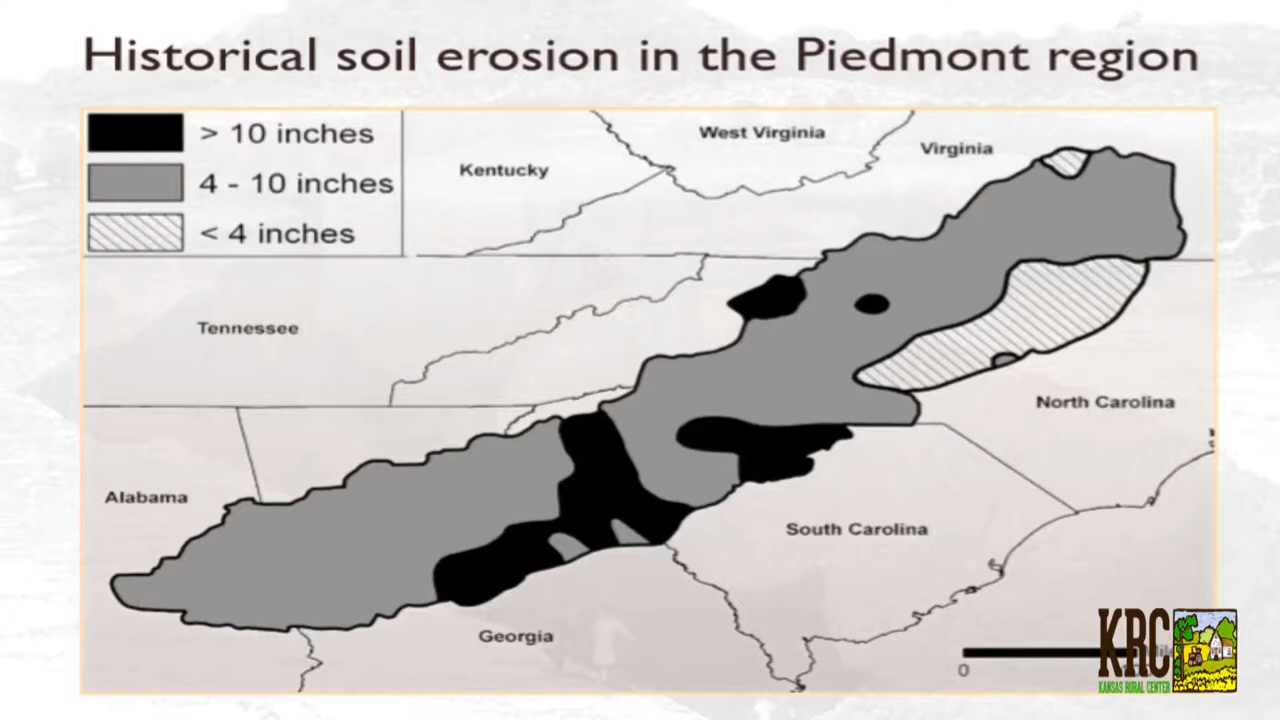 Historical soil erosion in the Piedmont region
> 10 inches
4 - 10 inches
< 4 inches
West Virginia
Virginia
Kentucky
Tennessee
North Carolina
Alabama
South Carolina
Georgia
0
KRC
KANSAS RURAL CENTER